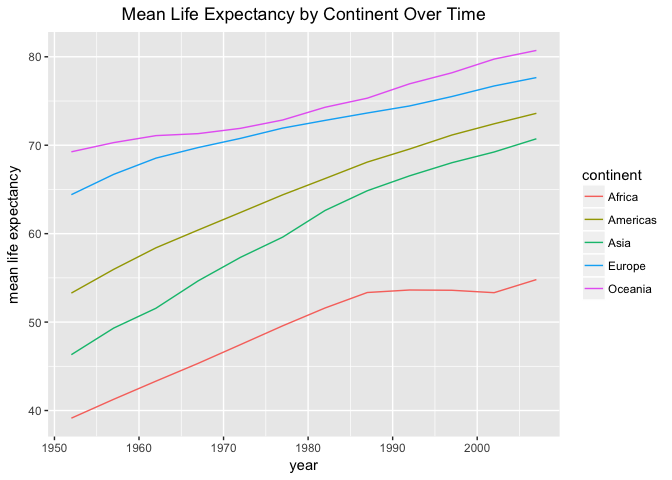 Mean Life Expectancy by Continent Over Time
mean life expectancy
80
70
60
50
40
1950 1960 1970 1980 1990 2000
year
continent
Africa
Americas
Asia
Europe
Oceania